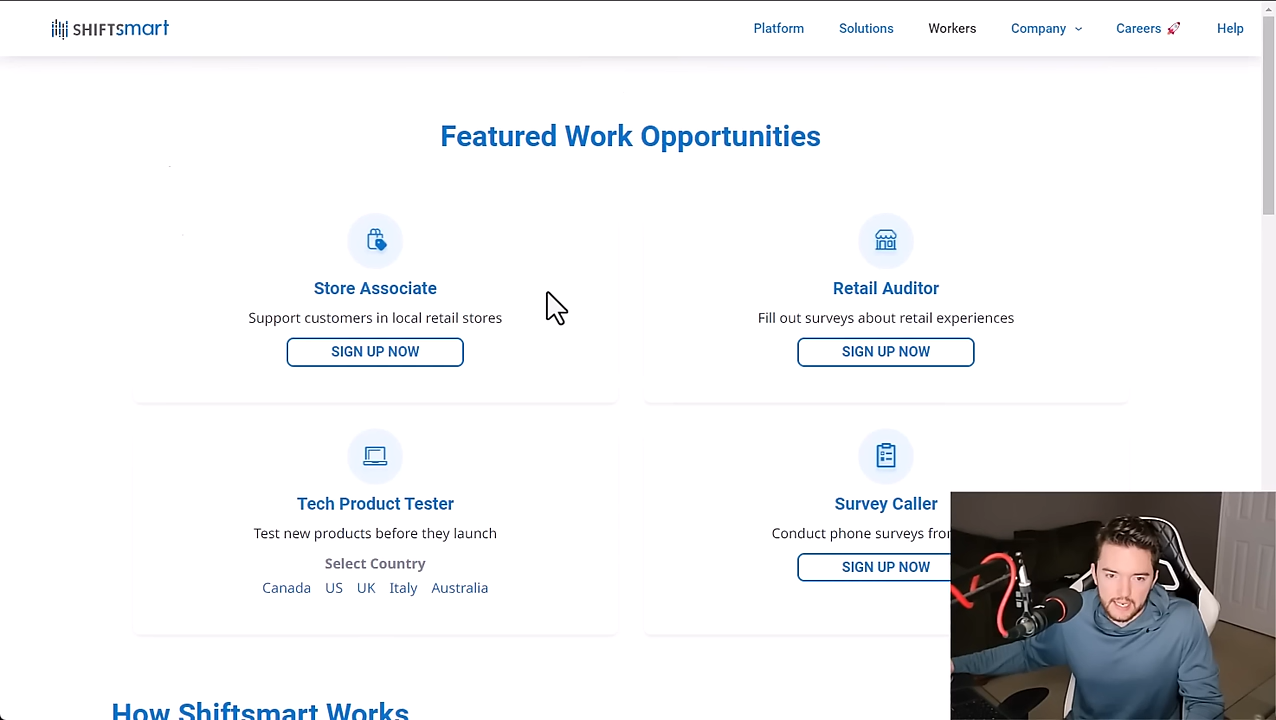 SHIFTsmart
Platform
Solutions
Workers
Company
Careers 🚀
Help
Featured Work Opportunities
Store Associate
Support customers in local retail stores
SIGN UP NOW
Retail Auditor
Fill out surveys about retail experiences
SIGN UP NOW
Tech Product Tester
Test new products before they launch
Select Country
Canada US UK Italy Australia
Survey Caller
Conduct phone surveys
SIGN UP NOW
How Shiftsmart Works